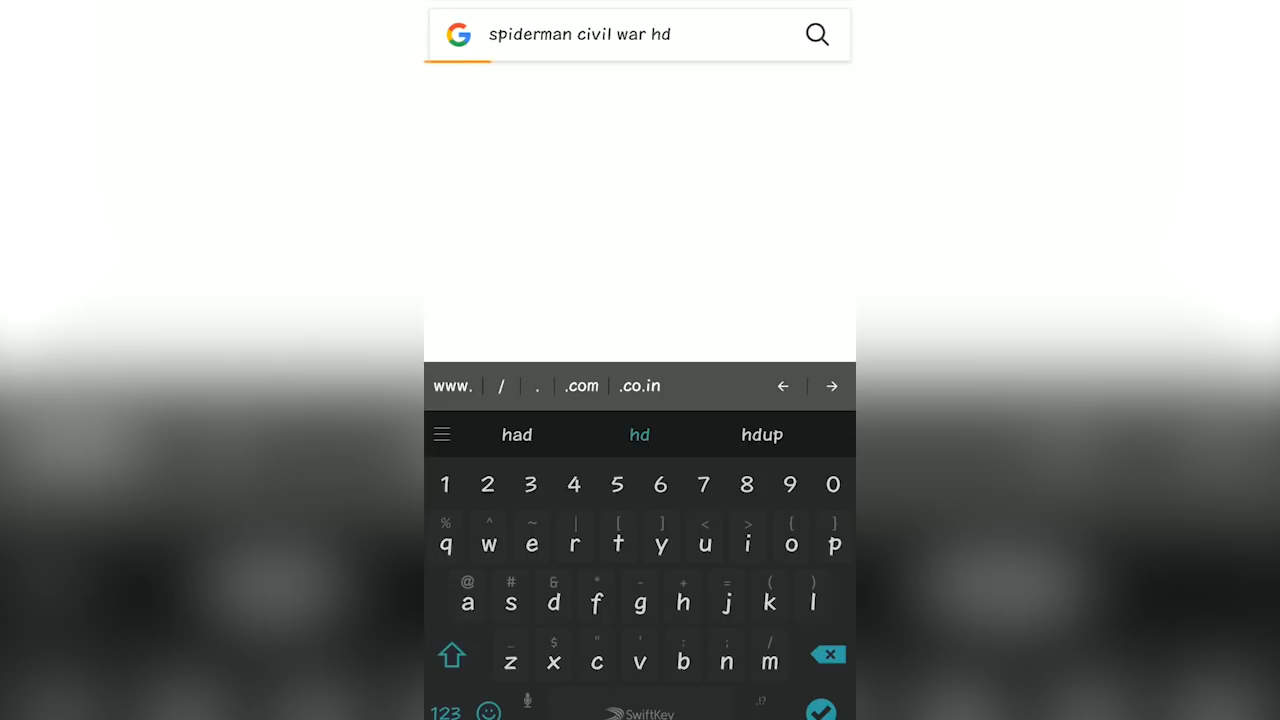 spiderman civil war hd
www. / . .com .co.in ← →
had hd hdup
1 2 3 4 5 6 7 8 9 0
% ^ ~ | [ ] < > { }
q w e r t y u i o p
@ # & * - + = ( )
a s d f g h j k l
_ $ " ' : ; /
z x c v b n m
,!?
123 SwiftKey